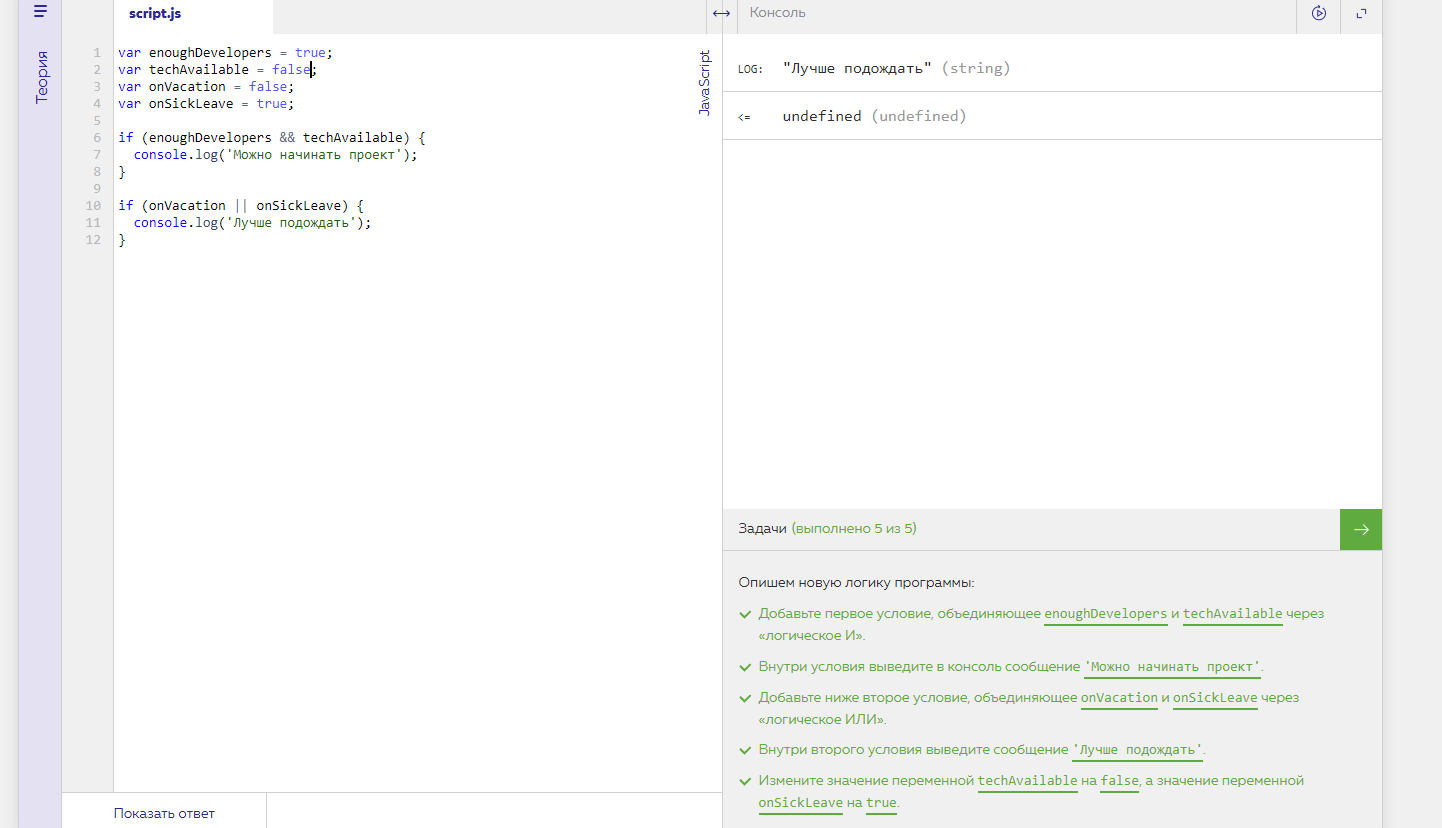 script.js
Консоль
Теория
JavaScript
1 var enoughDevelopers = true;
2 var techAvailable = false;
3 var onVacation = false;
4 var onSickLeave = true;
5
6 if (enoughDevelopers && techAvailable) {
7   console.log('Можно начинать проект');
8 }
9
10 if (onVacation || onSickLeave) {
11   console.log('Лучше подождать');
12 }
LOG: "Лучше подождать" (string)
<= undefined (undefined)
Задачи (выполнено 5 из 5)
Опишем новую логику программы:
Добавьте первое условие, объединяющее enoughDevelopers и techAvailable через
«логическое И».
Внутри условия выведите в консоль сообщение 'Можно начинать проект'.
Добавьте ниже второе условие, объединяющее onVacation и onSickLeave через
«логическое ИЛИ».
Внутри второго условия выведите сообщение 'Лучше подождать'.
Измените значение переменной techAvailable на false, а значение переменной
onSickLeave на true.
Показать ответ